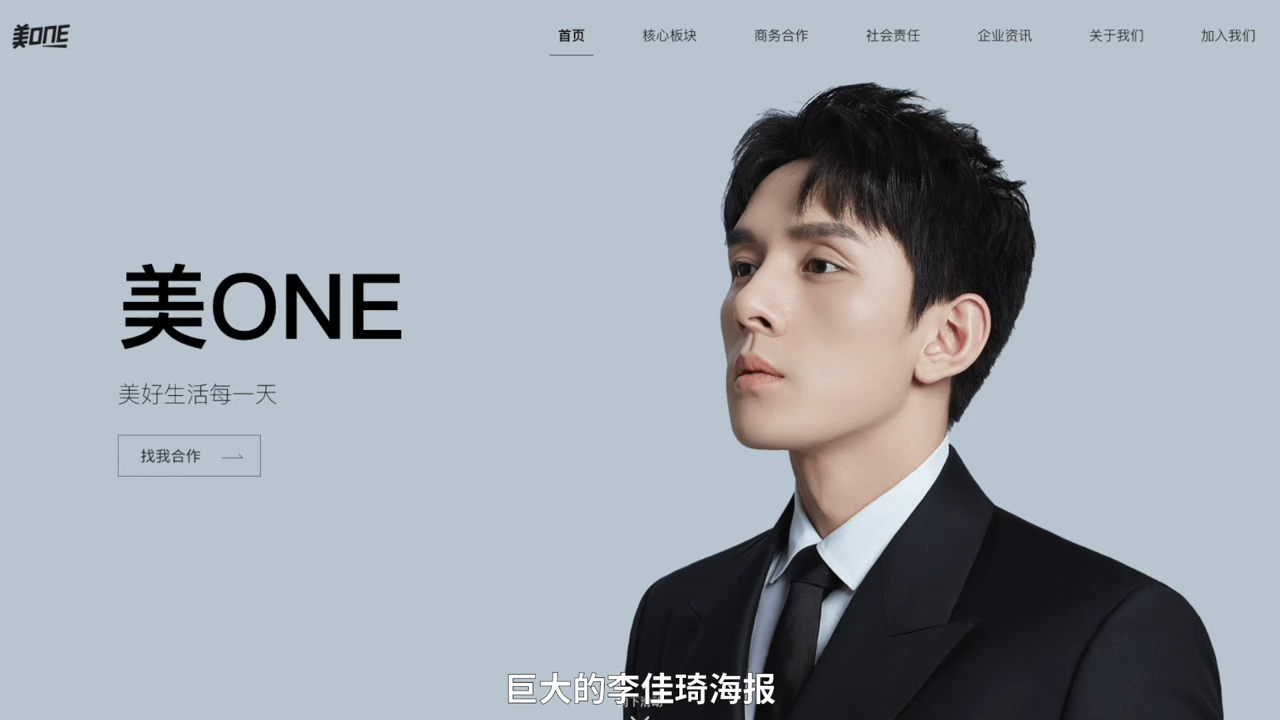 美ONE
首页
核心板块
商务合作
社会责任
企业资讯
关于我们
加入我们
美ONE
美好生活每一天
找我合作
巨大的李佳琦海报